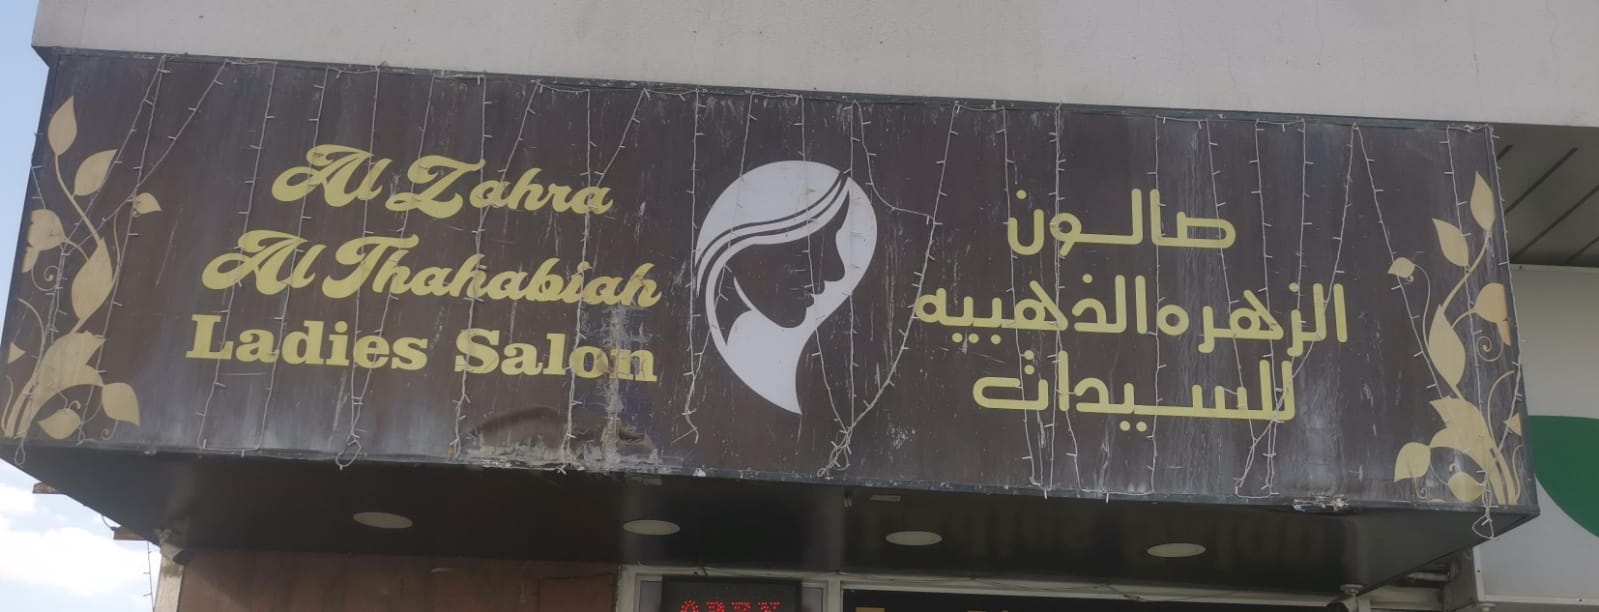 Al Zahra
Al Thahabiah
Ladies Salon
صالون
الزهره الذهبيه
للسيدات